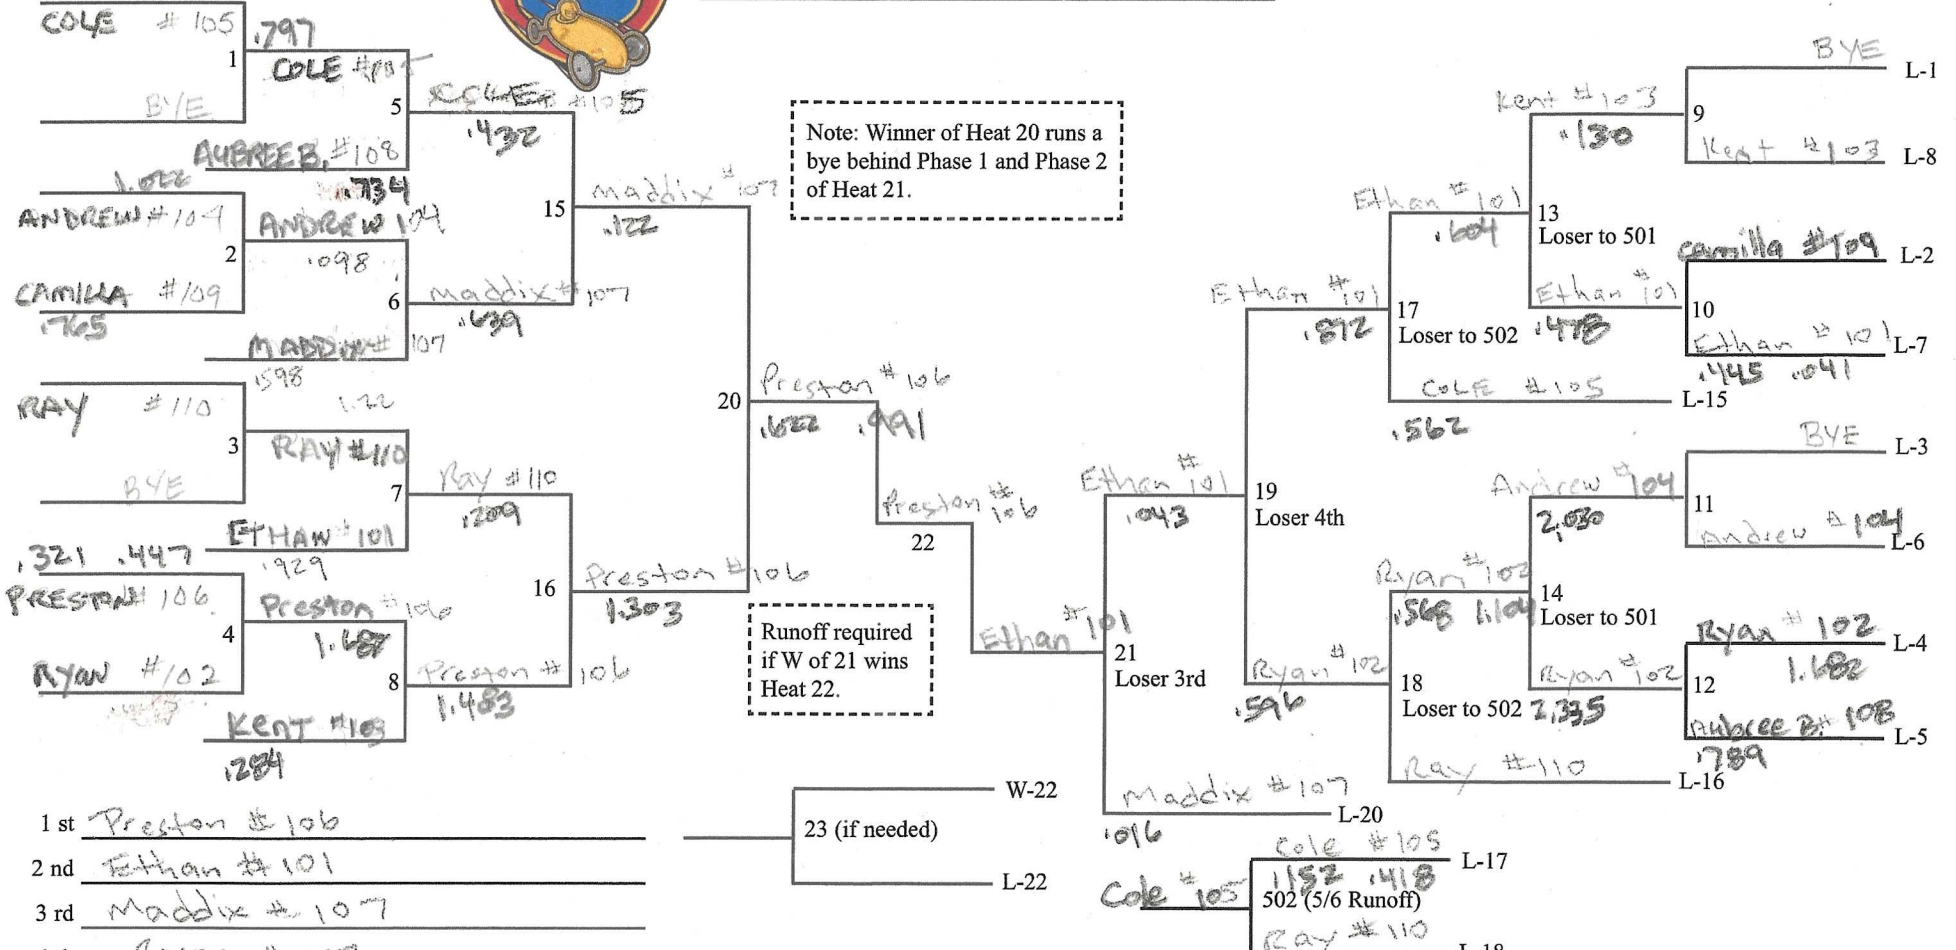 COLE # 105
1
BYE
.797
COLE #105
5
AUBREE B. #108
.734
1.022
ANDREW #104
2
CAMILLA #109
.765
ANDREW 104
.098
6
MADDIX # 107
.598
RAY #110
3
BYE
1.22
RAY #110
7
ETHAN # 101
.929
.321 .447
PRESTON # 106
4
RYAN #102
Preston #106
1.687
8
KENT #103
.284
COLE #105
.432
15
Maddix # 107
.639
Ray #110
.209
16
Preston # 106
1.483
Maddix # 107
.122
20
Preston # 106
1.303
Preston # 106
.622 .991
Preston # 106
22
Note: Winner of Heat 20 runs a
bye behind Phase 1 and Phase 2
of Heat 21.
Runoff required
if W of 21 wins
Heat 22.
Ethan # 101
21
Loser 3rd
Ethan # 101
.043
19
Loser 4th
Maddix # 107
L-20
.016
Ethan # 101
.872
17
Loser to 502
Ryan # 102
.596
18
Loser to 502
Ethan # 101
.604
13
Loser to 501
COLE # 105
L-15
.562
Ryan # 102
.568 1.104
14
Loser to 501
Ray # 110
L-16
Kent # 103
.130
9
Ethan # 101
.478
10
Andrew # 104
2.030
11
Ryan # 102
2.335
12
BYE
L-1
Kent # 103
L-8
Camilla # 109
L-2
Ethan # 101
L-7
.445 .041
BYE
L-3
Andrew # 104
L-6
Ryan # 102
L-4
1.682
Aubree B. # 108
L-5
.789
1 st Preston # 106
2 nd Ethan # 101
3 rd Maddix # 107
W-22
23 (if needed)
L-22
Cole # 105
L-17
.418
Cole # 105
502 (5/6 Runoff)
Ray # 110
L-18